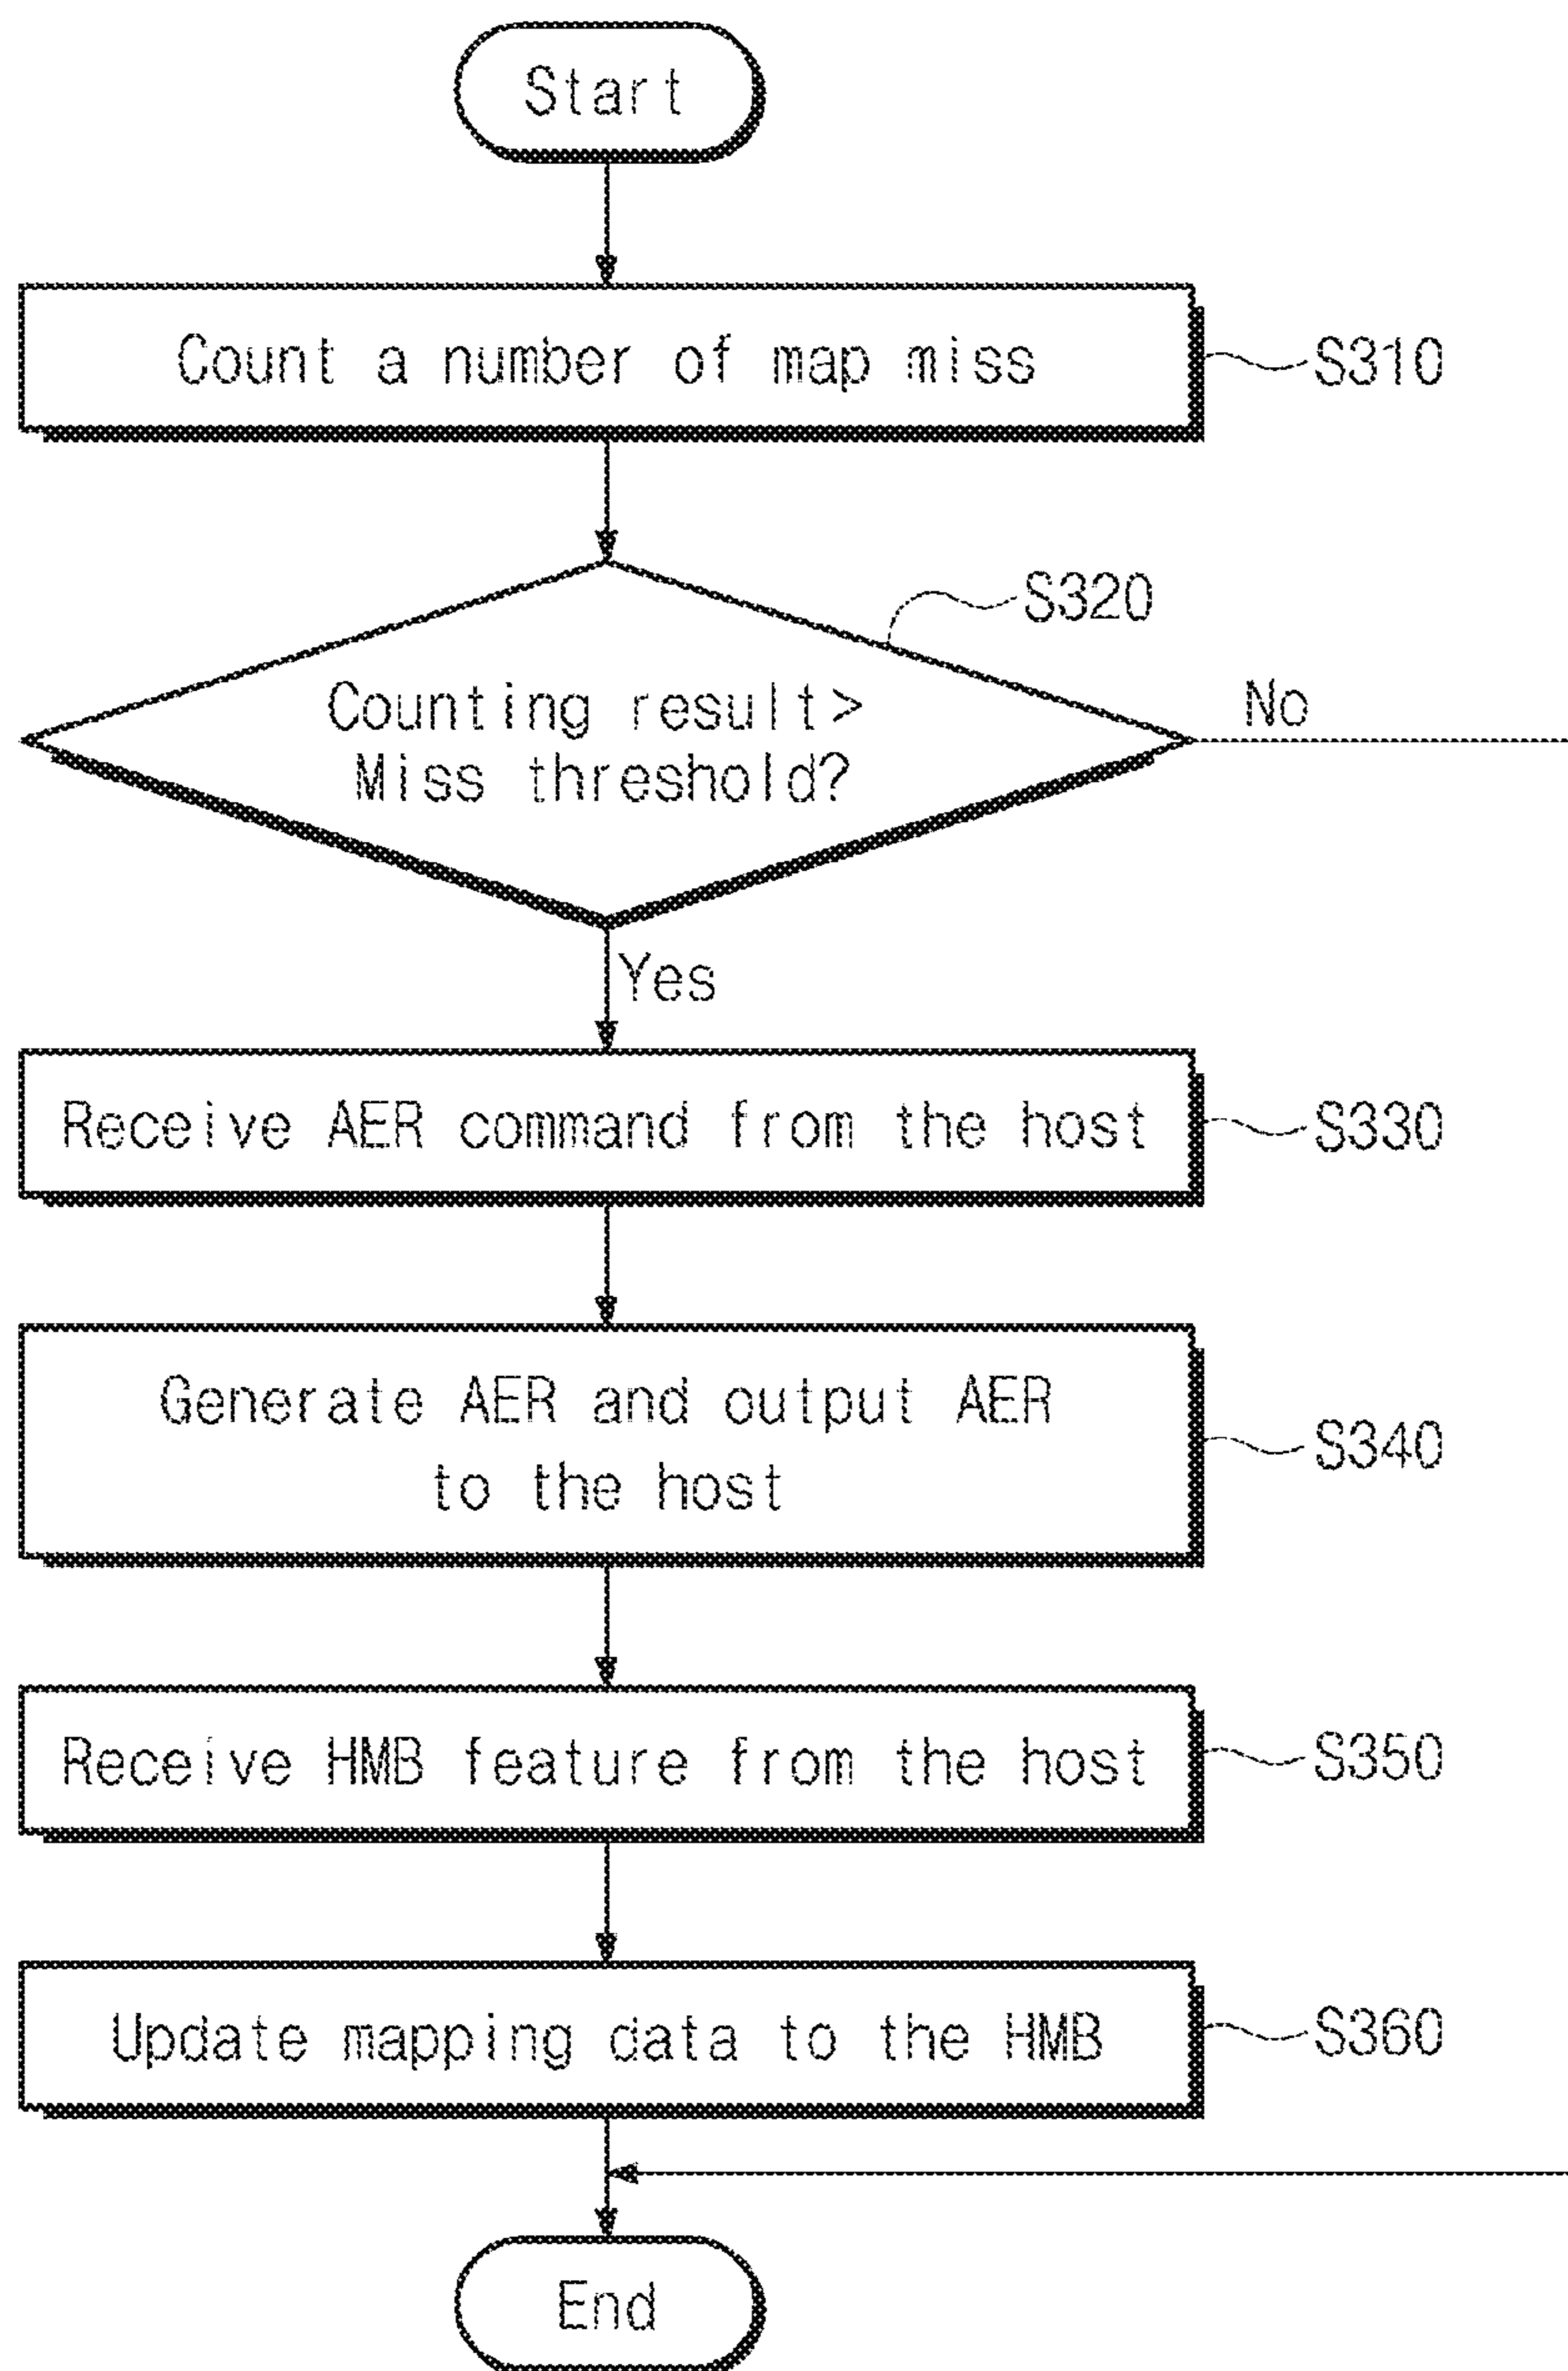 Start
Count a number of map miss
S310
S320
Counting result>
Miss threshold?
No
Yes
Receive AER command from the host
S330
Generate AER and output AER
to the host
S340
Receive HMB feature from the host
S350
Update mapping data to the HMB
S360
End